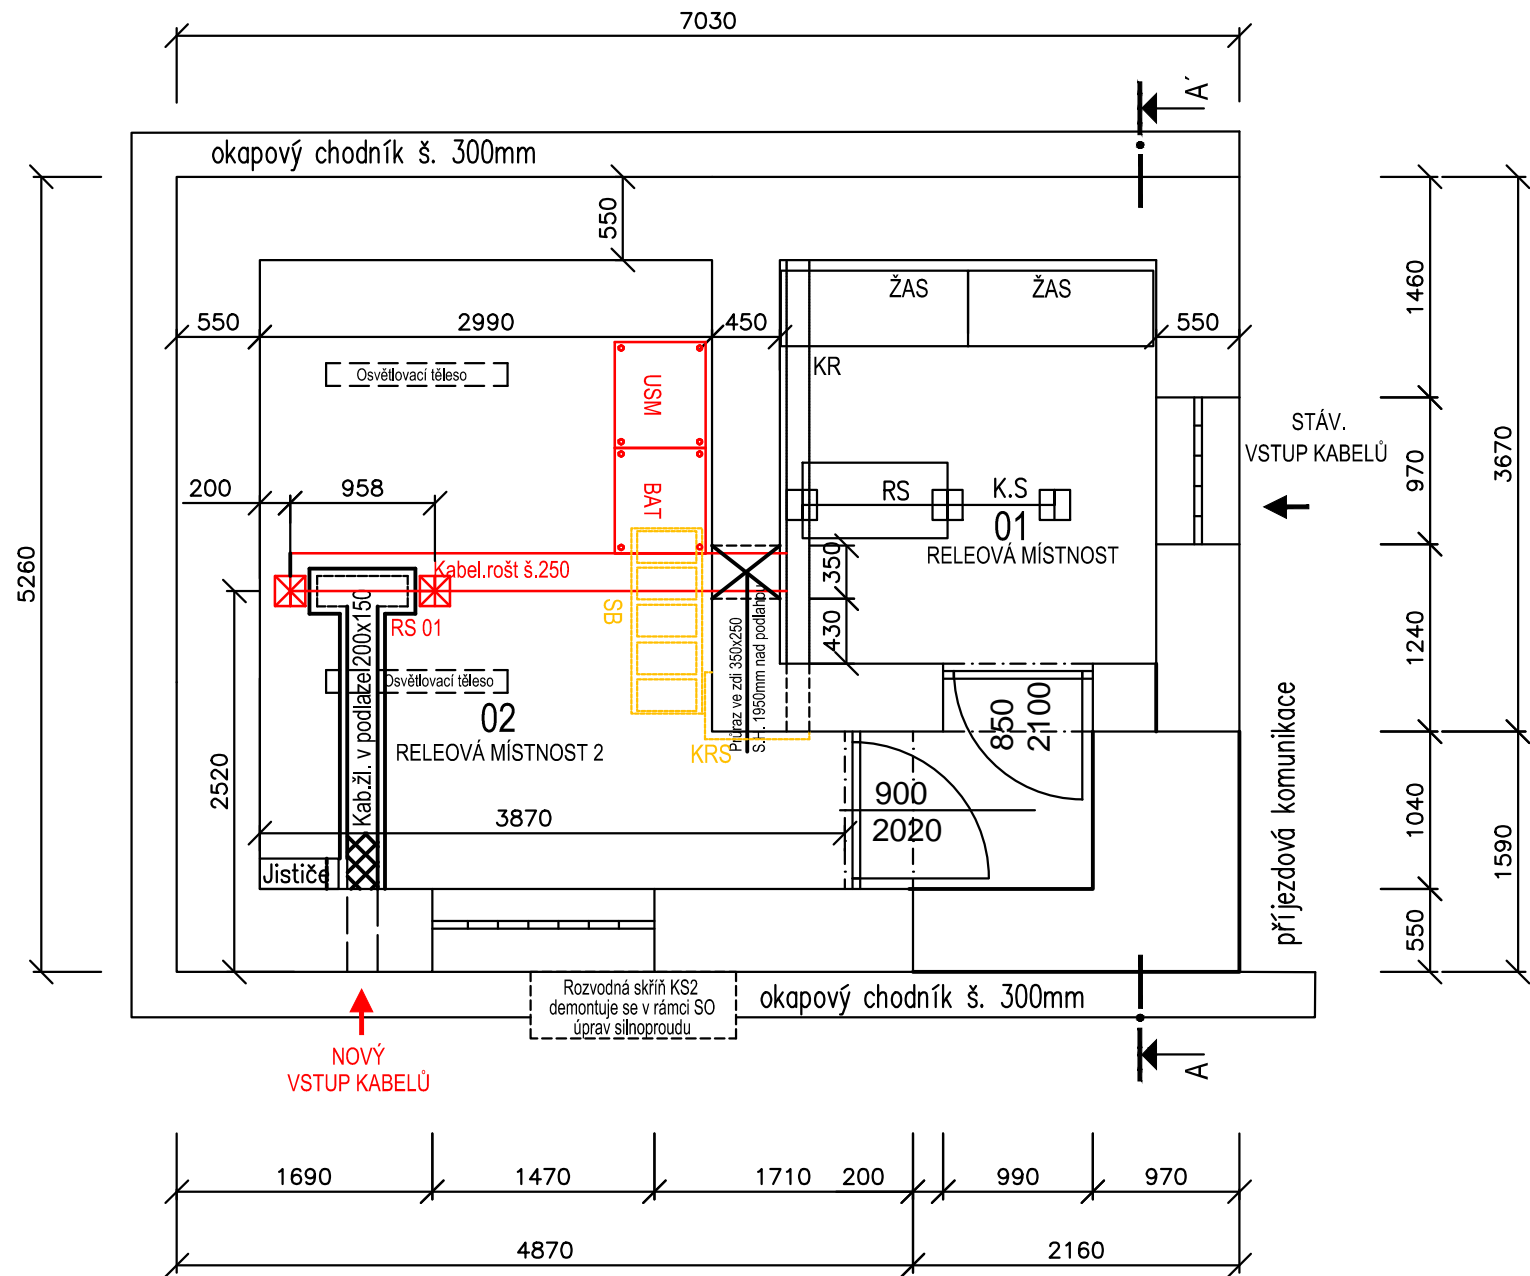 7030
A'
okapový chodník š. 300mm
550
ŽAS
ŽAS
550
2990
450
550
1460
KR
Osvětlovací těleso
USM
STÁV.
VSTUP KABELŮ
970
3670
200
958
BAT
RS
K.S
01
RELEOVÁ MÍSTNOST
5260
Kabel.rošt š.250
350
SB
RS 01
430
1240
Kab.žl. v podlaze 200x150
Osvětlovací těleso
Průraz ve zdi 350x250
S.H. 1950mm nad podlahou
02
RELEOVÁ MÍSTNOST 2
KRS
850
2100
příjezdová komunikace
2520
900
2020
3870
1040
1590
Jističe
550
Rozvodná skříň KS2
demontuje se v rámci SO
úprav silnoproudu
okapový chodník š. 300mm
NOVÝ
VSTUP KABELŮ
A
1690
1470
1710
200
990
970
4870
2160